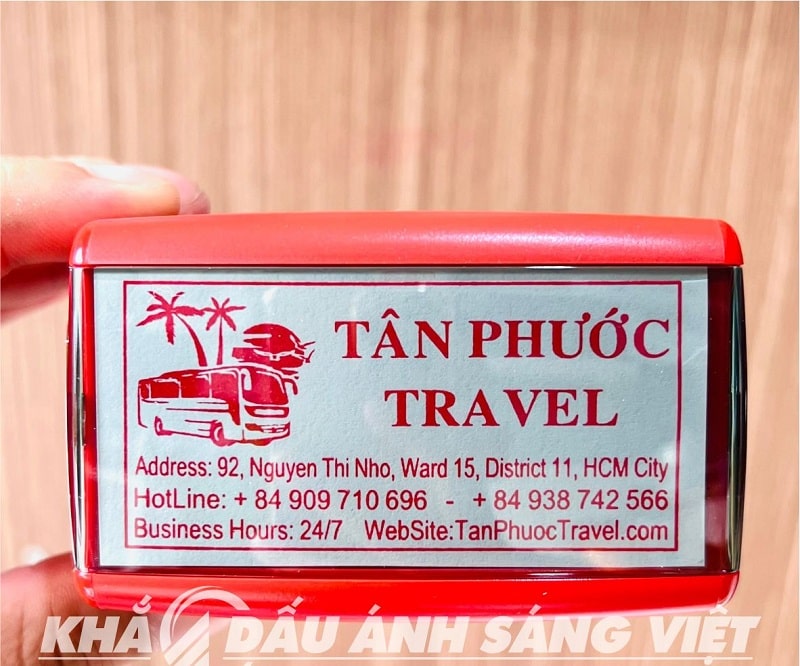 TÂN PHƯỚC
TRAVEL
Address: 92, Nguyen Thi Nho, Ward 15, District 11, HCM City
HotLine: + 84 909 710 696 - + 84 938 742 566
Business Hours: 24/7 WebSite:TanPhuocTravel.com
KHẮC DẤU ÁNH SÁNG VIỆT